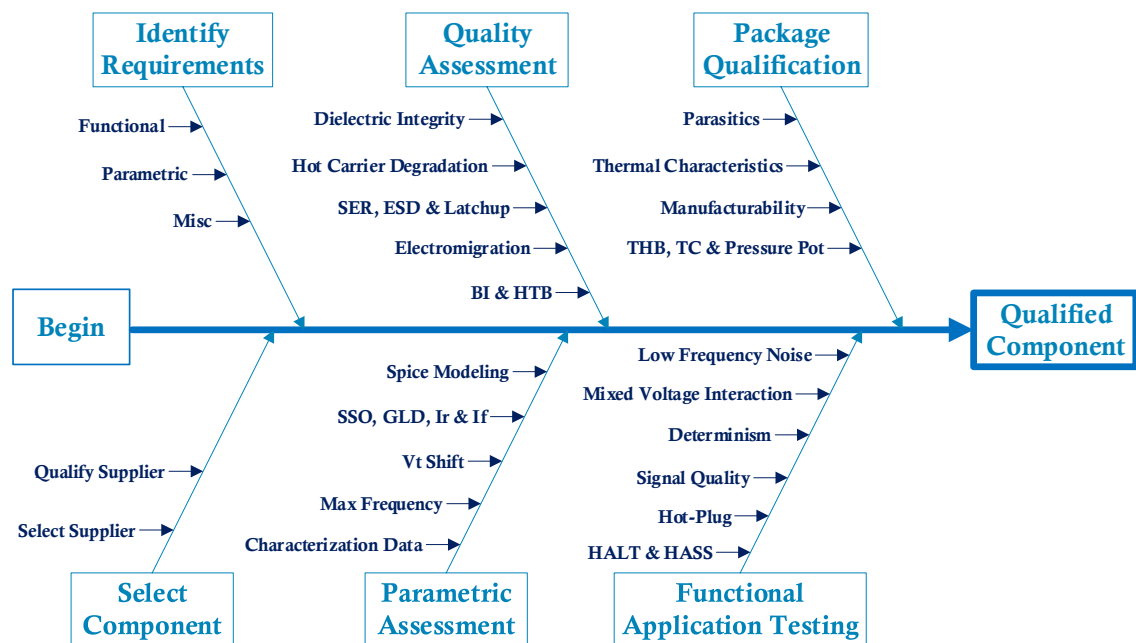 Identify
Requirements
Quality
Assessment
Package
Qualification
Functional
Parametric
Misc
Dielectric Integrity
Hot Carrier Degradation
SER, ESD & Latchup
Electromigration
BI & HTB
Parasitics
Thermal Characteristics
Manufacturability
THB, TC & Pressure Pot
Begin
Qualified
Component
Qualify Supplier
Select Supplier
Spice Modeling
SSO, GLD, Ir & If
Vt Shift
Max Frequency
Characterization Data
Low Frequency Noise
Mixed Voltage Interaction
Determinism
Signal Quality
Hot-Plug
HALT & HASS
Select
Component
Parametric
Assessment
Functional
Application Testing